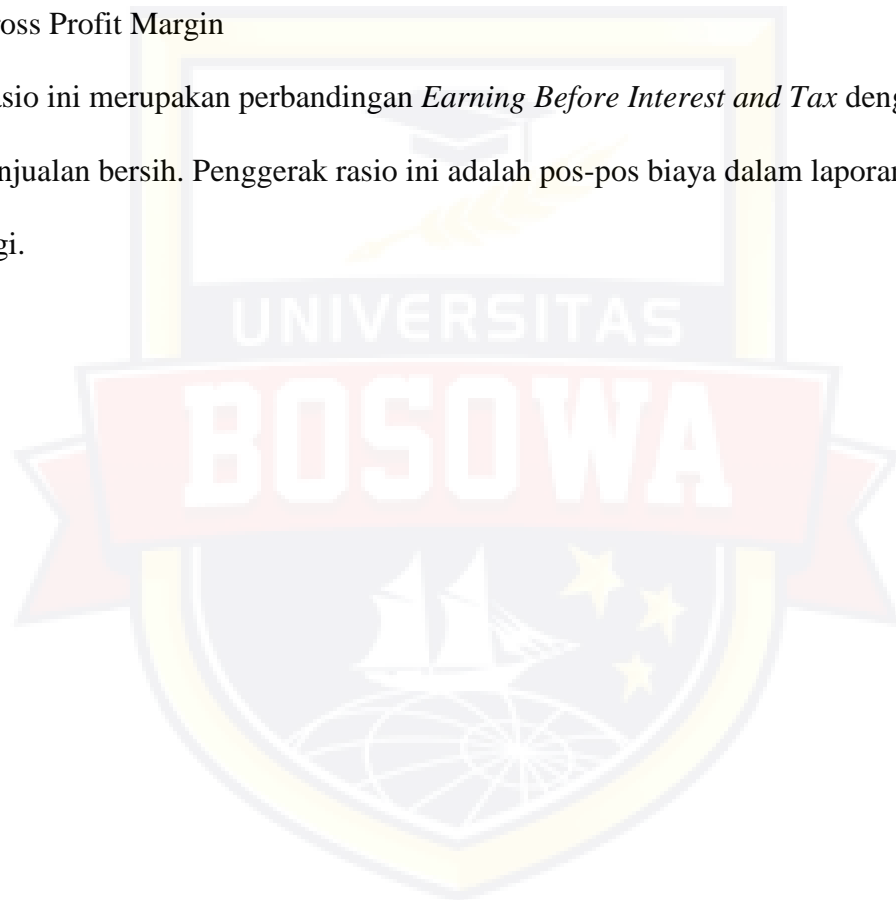 oss Profit Margin
asio ini merupakan perbandingan Earning Before Interest and Tax deng
njualan bersih. Penggerak rasio ini adalah pos-pos biaya dalam laporan
gi.
UNIVERSITAS
BOSOWA